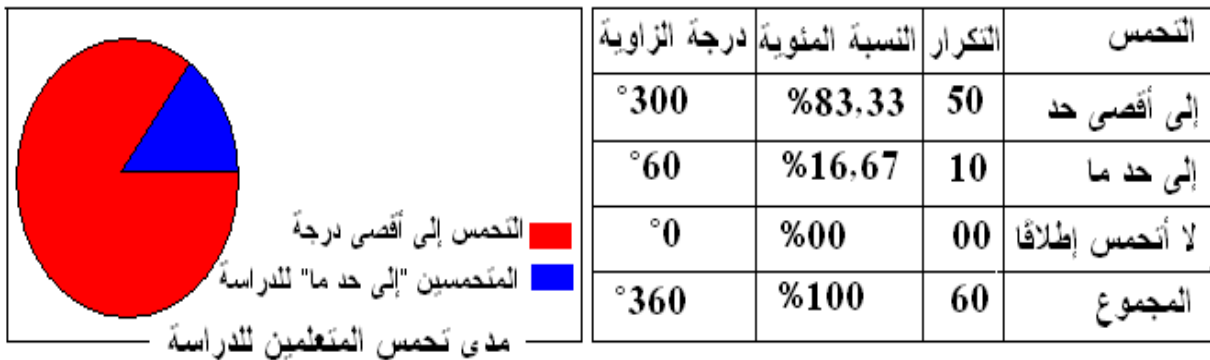 التحمس التكرار النسبة المئوية درجة الزاوية
إلى أقصى حد 50 %83,33 °300
إلى حد ما 10 %16,67 °60
لا أتحمس إطلاقا 00 %00 °0
المجموع 60 %100 °360
التحمس إلى أقصى درجة
المتحمسين "إلى حد ما" للدراسة
مدى تحمس المتعلمين للدراسة